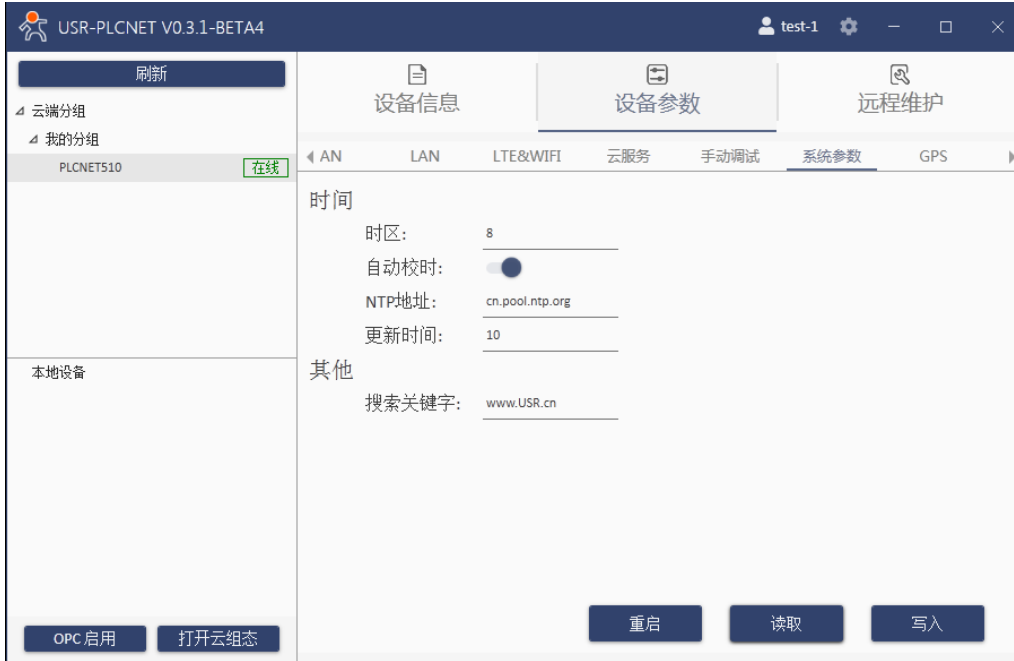 USR-PLCNET V0.3.1-BETA4
test-1
刷新
云端分组
我的分组
PLCNET510 在线
本地设备
OPC 启用 打开云组态
设备信息 设备参数 远程维护
AN LAN LTE&WIFI 云服务 手动调试 系统参数 GPS
时间
时区: 8
自动校时:
NTP地址: cn.pool.ntp.org
更新时间: 10
其他
搜索关键字: www.USR.cn
重启 读取 写入